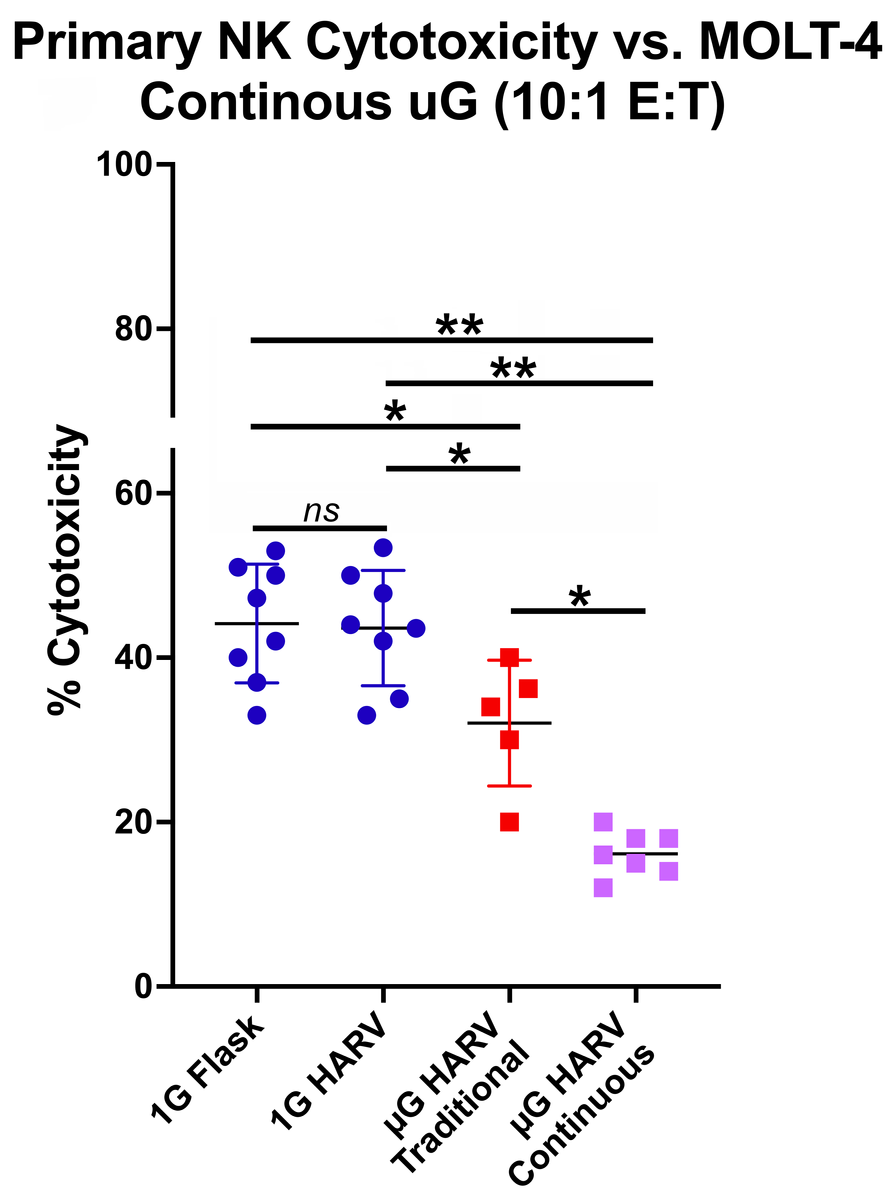 Primary NK Cytotoxicity vs. MOLT-4
Continous uG (10:1 E:T)
% Cytotoxicity
100
80
60
40
20
0
**
**
*
*
ns
*
1G Flask
1G HARV
µG HARV
Traditional
µG HARV
Continuous